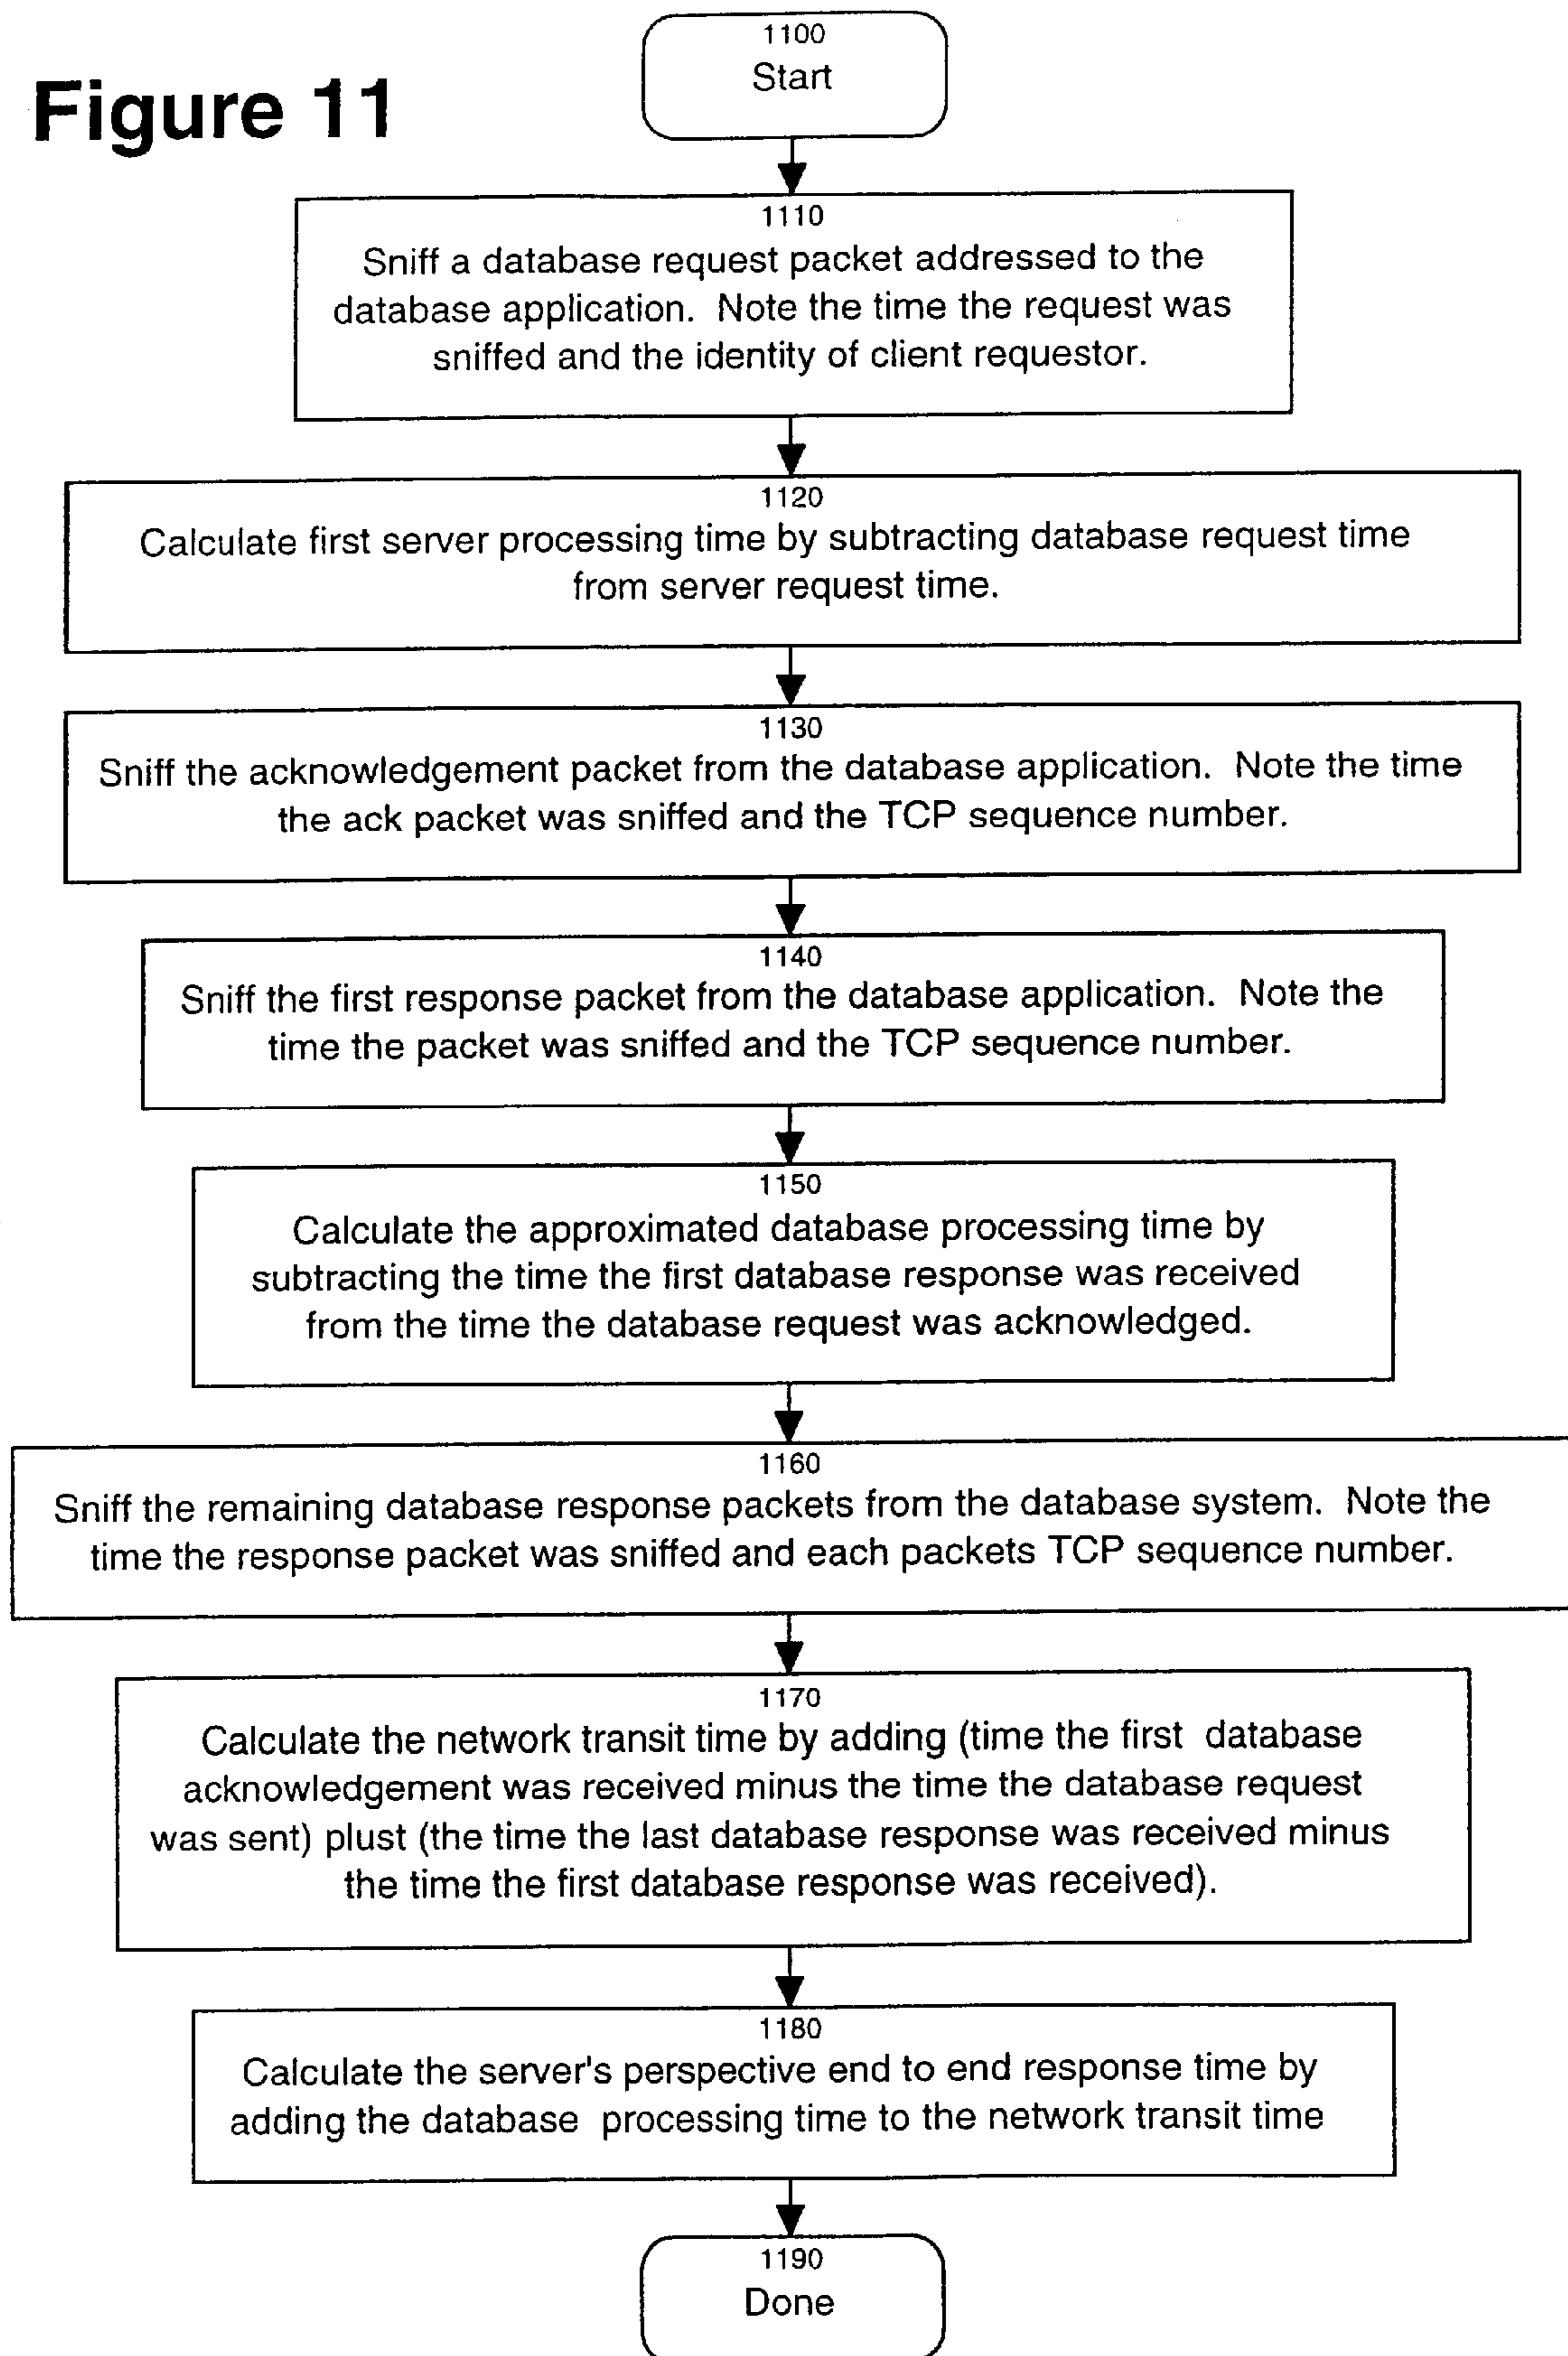 Figure 11
1100
Start
1110
Sniff a database request packet addressed to the
database application. Note the time the request was
sniffed and the identity of client requestor.
1120
Calculate first server processing time by subtracting database request time
from server request time.
1130
Sniff the acknowledgement packet from the database application. Note the time
the ack packet was sniffed and the TCP sequence number.
1140
Sniff the first response packet from the database application. Note the
time the packet was sniffed and the TCP sequence number.
1150
Calculate the approximated database processing time by
subtracting the time the first database response was received
from the time the database request was acknowledged.
1160
Sniff the remaining database response packets from the database system. Note the
time the response packet was sniffed and each packets TCP sequence number.
1170
Calculate the network transit time by adding (time the first database
acknowledgement was received minus the time the database request
was sent) plust (the time the last database response was received minus
the time the first database response was received).
1180
Calculate the server's perspective end to end response time by
adding the database processing time to the network transit time
1190
Done